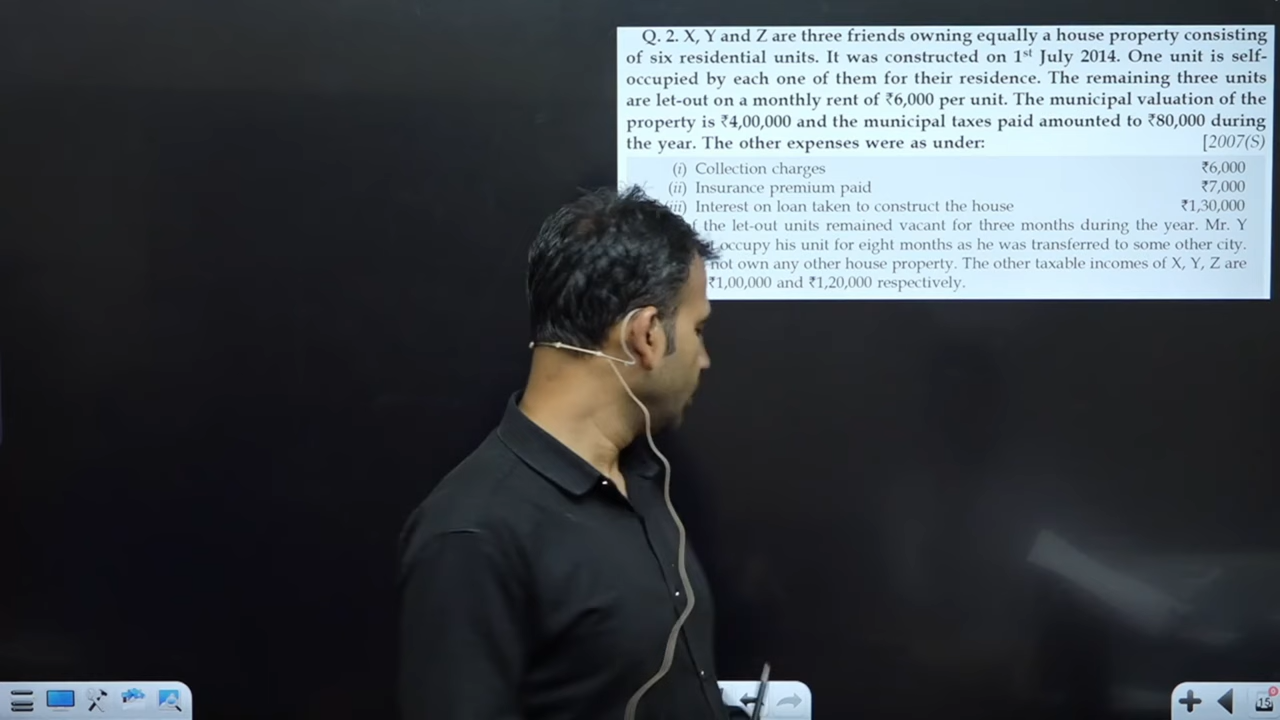 Q. 2. X, Y and Z are three friends owning equally a house property consisting
of six residential units. It was constructed on 1st July 2014. One unit is self-
occupied by each one of them for their residence. The remaining three units
are let-out on a monthly rent of ₹6,000 per unit. The municipal valuation of the
property is ₹4,00,000 and the municipal taxes paid amounted to ₹80,000 during
the year. The other expenses were as under: [2007(S)
(i) Collection charges ₹6,000
(ii) Insurance premium paid ₹7,000
iii) Interest on loan taken to construct the house ₹1,30,000
the let-out units remained vacant for three months during the year. Mr. Y
occupy his unit for eight months as he was transferred to some other city.
not own any other house property. The other taxable incomes of X, Y, Z are
₹1,00,000 and ₹1,20,000 respectively.
15